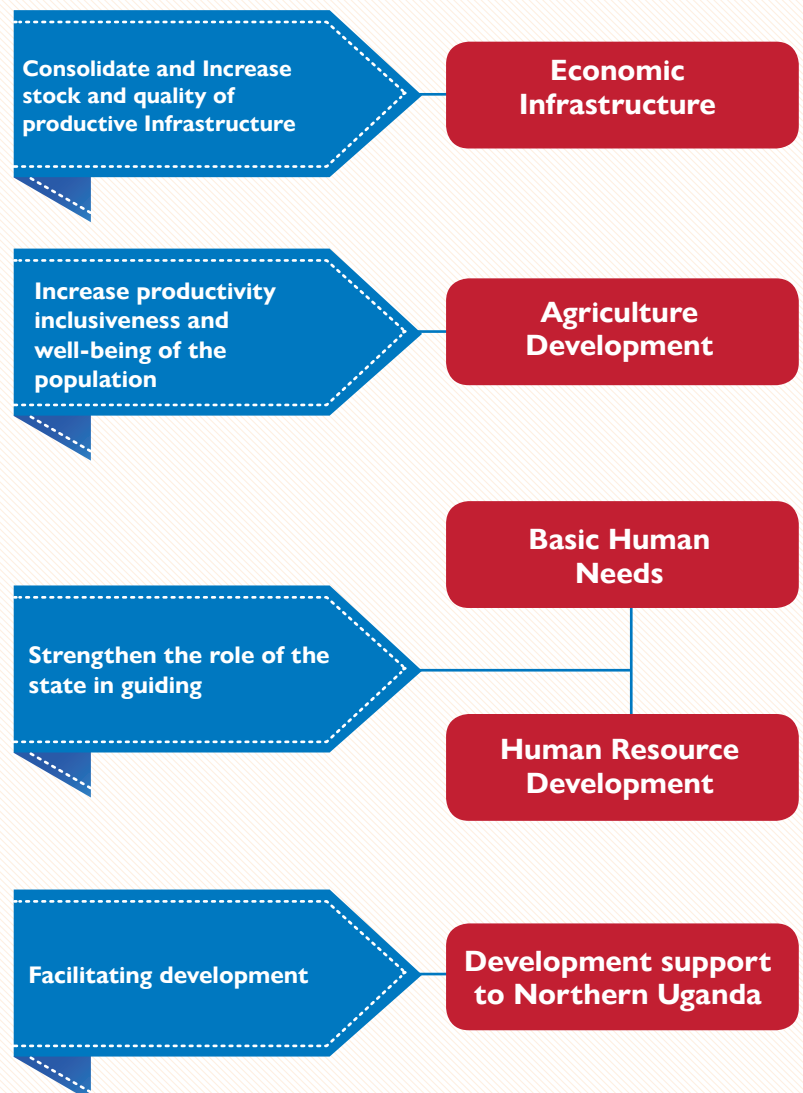 Consolidate and Increase
stock and quality of
productive Infrastructure
Economic
Infrastructure
Increase productivity
inclusiveness and
well-being of the
population
Agriculture
Development
Strengthen the role of the
state in guiding
Basic Human
Needs
Human Resource
Development
Facilitating development
Development support
to Northern Uganda